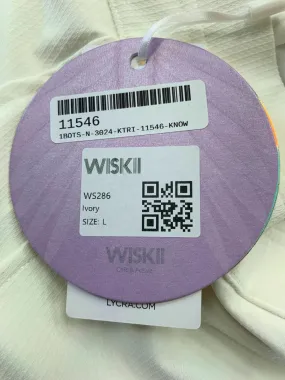 11546
IBOTS-N-3024-KTRI-11546-KNOW
WISKII
WS286
Ivory
SIZE: L
WISKII
LYCRA.COM